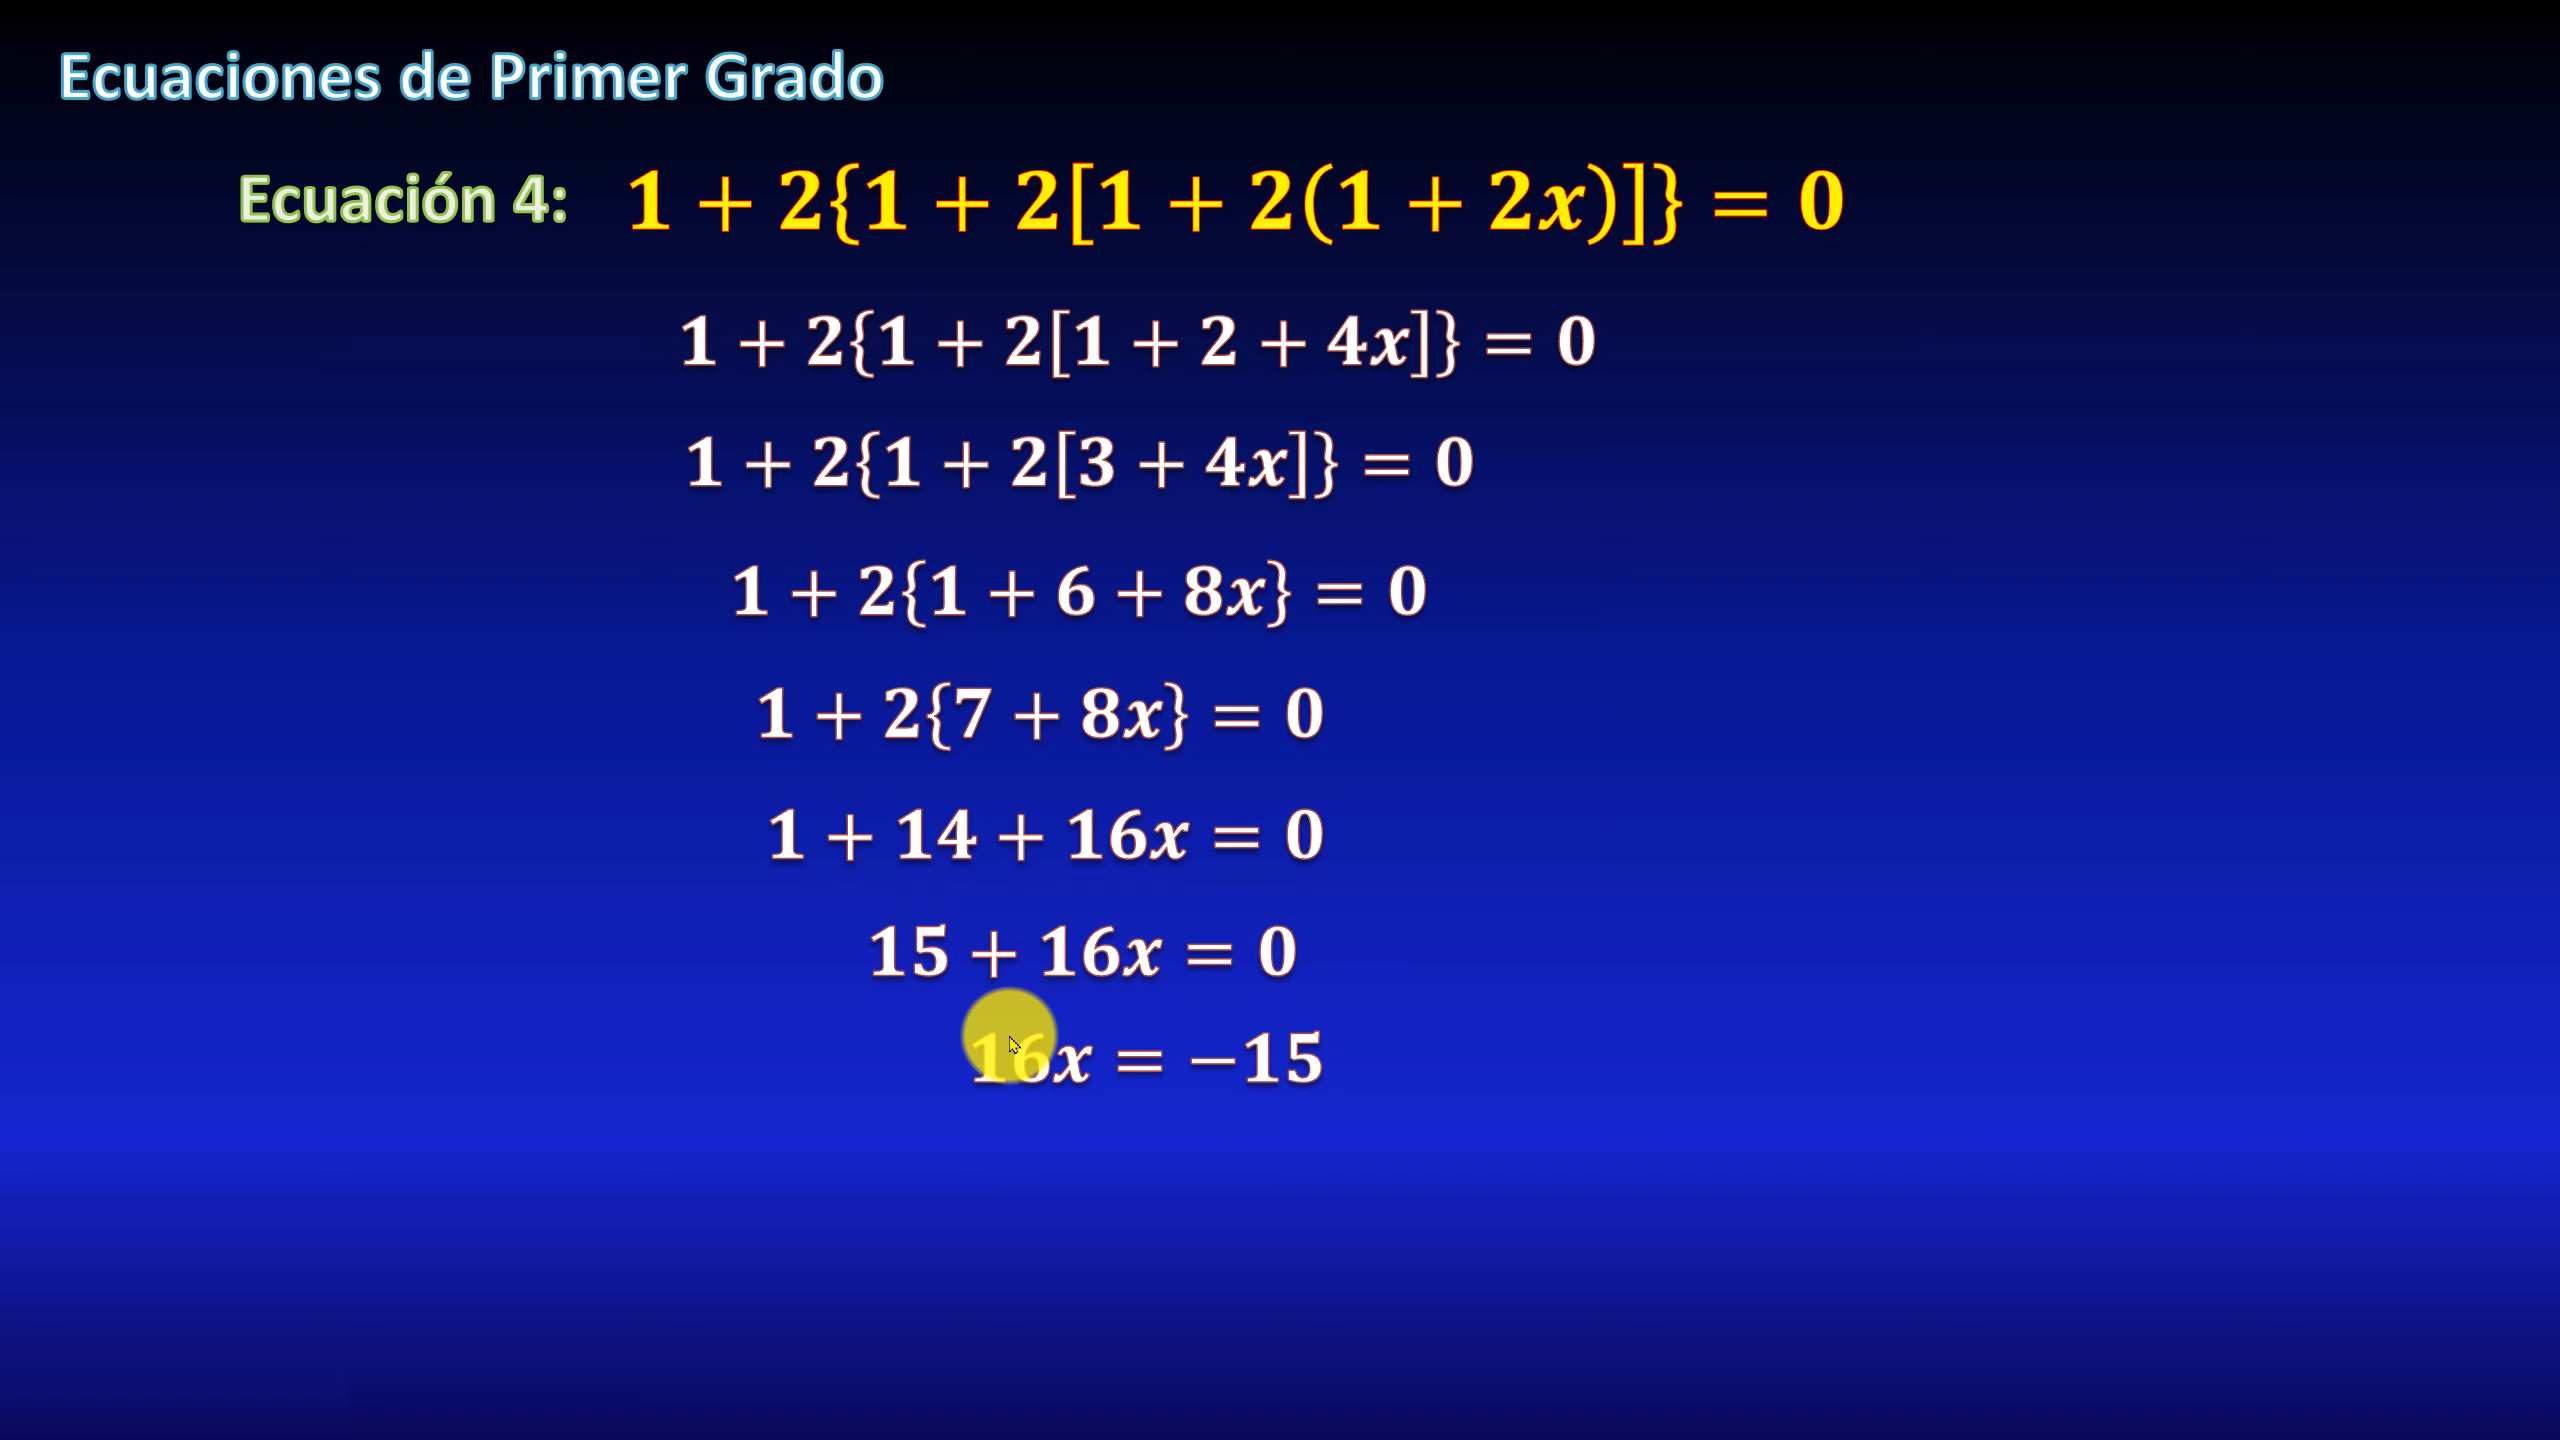 Ecuaciones de Primer Grado
Ecuación 4: 1 + 2{1 + 2[1 + 2(1 + 2x)]} = 0
1 + 2{1 + 2[1 + 2 + 4x]} = 0
1 + 2{1 + 2[3 + 4x]} = 0
1 + 2{1 + 6 + 8x} = 0
1 + 2{7 + 8x} = 0
1 + 14 + 16x = 0
15 + 16x = 0
16x = −15